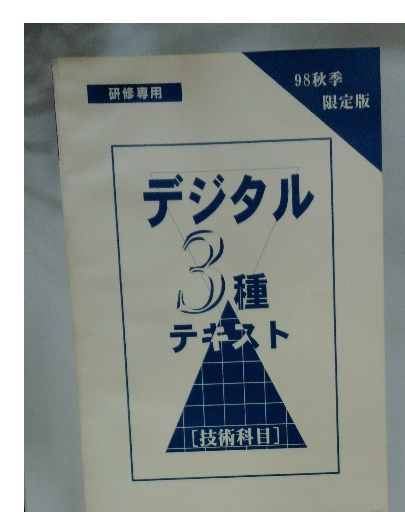 研修専用
98秋季
限定版
デジタル
3種
テキスト
[技術科目]